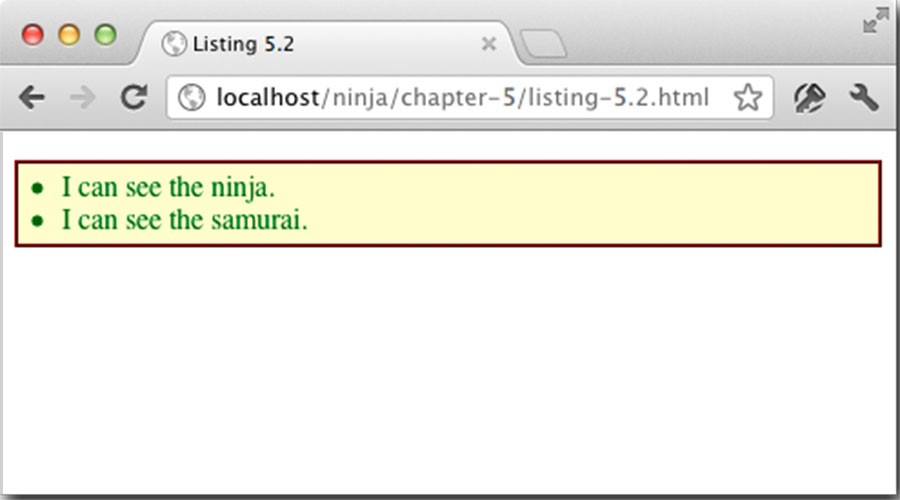 Listing 5.2
localhost/ninja/chapter-5/listing-5.2.html
I can see the ninja.
I can see the samurai.